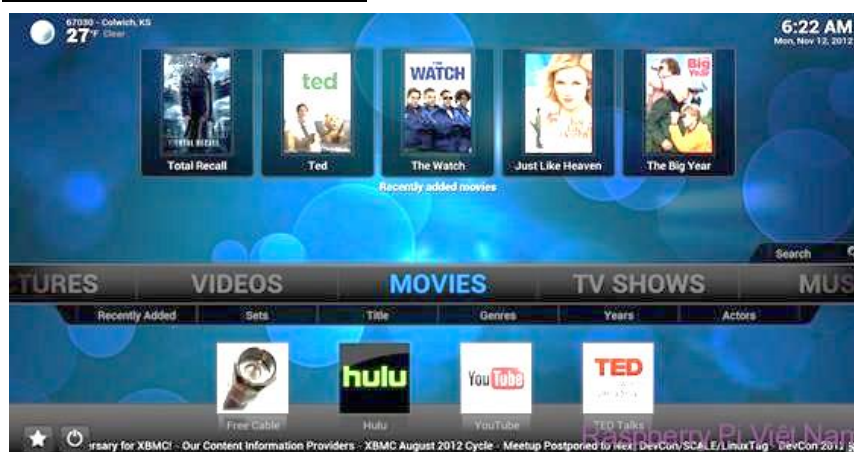 67030 - Colwich, KS
27°F Clear
6:22 AM
Mon, Nov 12, 2012
ted
THE WATCH
Big Year
TOTAL RECALL
Total Recall
Ted
The Watch
Just Like Heaven
The Big Year
Recently added movies
Search
TURES
VIDEOS
MOVIES
TV SHOWS
MUS
Recently Added
Sets
Title
Genres
Years
Actors
hulu
YouTube
TED
Free Cable
Hulu
YouTube
TED Talks
Raspberry Pi Việt Nam
ersary for XBMC! - Our Content Information Providers - XBMC August 2012 Cycle - Meetup Postponed to Next DevCon/SCALE/LinuxTag - DevCon 2012